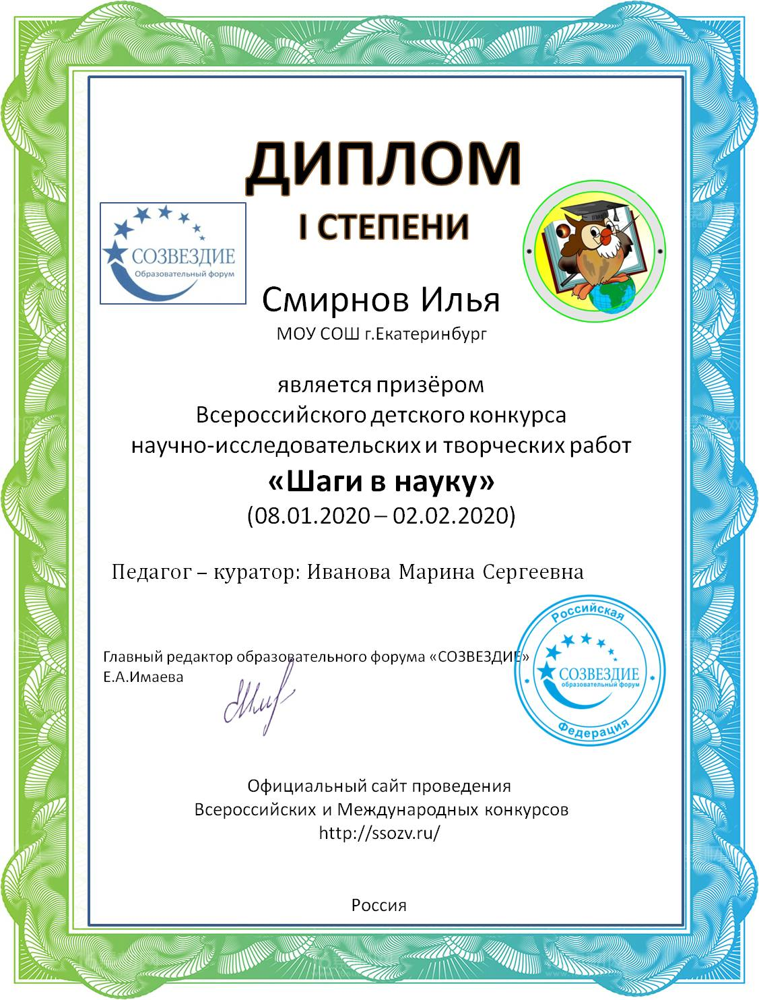 ДИПЛОМ
I СТЕПЕНИ
СОЗВЕЗДИЕ
Образовательный форум
Смирнов Илья
МОУ СОШ г.Екатеринбург
является призёром
Всероссийского детского конкурса
научно-исследовательских и творческих работ
«Шаги в науку»
(08.01.2020 – 02.02.2020)
Педагог – куратор: Иванова Марина Сергеевна
Главный редактор образовательного форума «СОЗВЕЗДИЕ»
Е.А.Имаева
Российская
СОЗВЕЗДИЕ
образовательный форум
Федерация
Официальный сайт проведения
Всероссийских и Международных конкурсов
http://ssozv.ru/
Россия